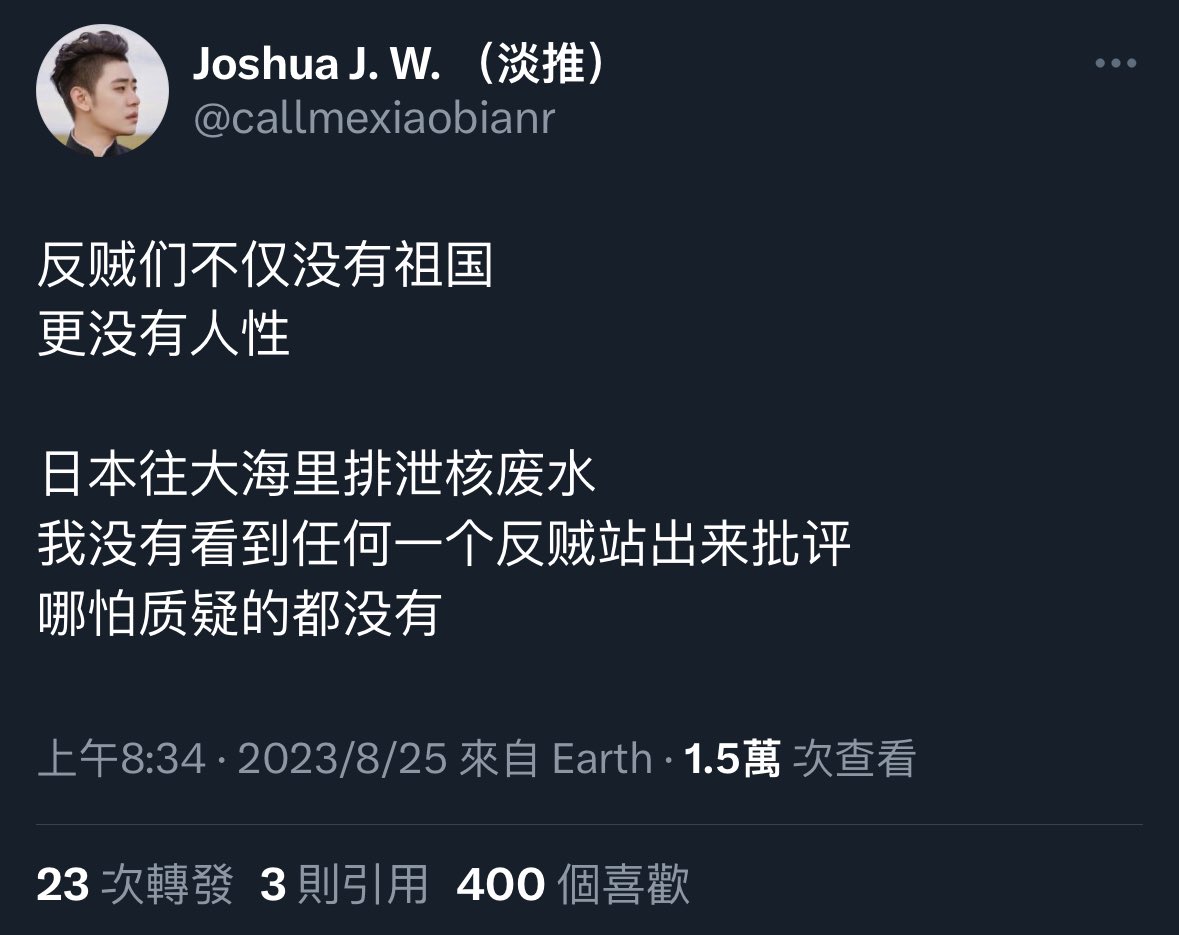 Joshua J. W. （淡推）
@callmexiaobianr
反贼们不仅没有祖国
更没有人性
日本往大海里排泄核废水
我没有看到任何一个反贼站出来批评
哪怕质疑的都没有
上午8:34 · 2023/8/25 來自 Earth · 1.5萬 次查看
23 次轉發 3 則引用 400 個喜歡